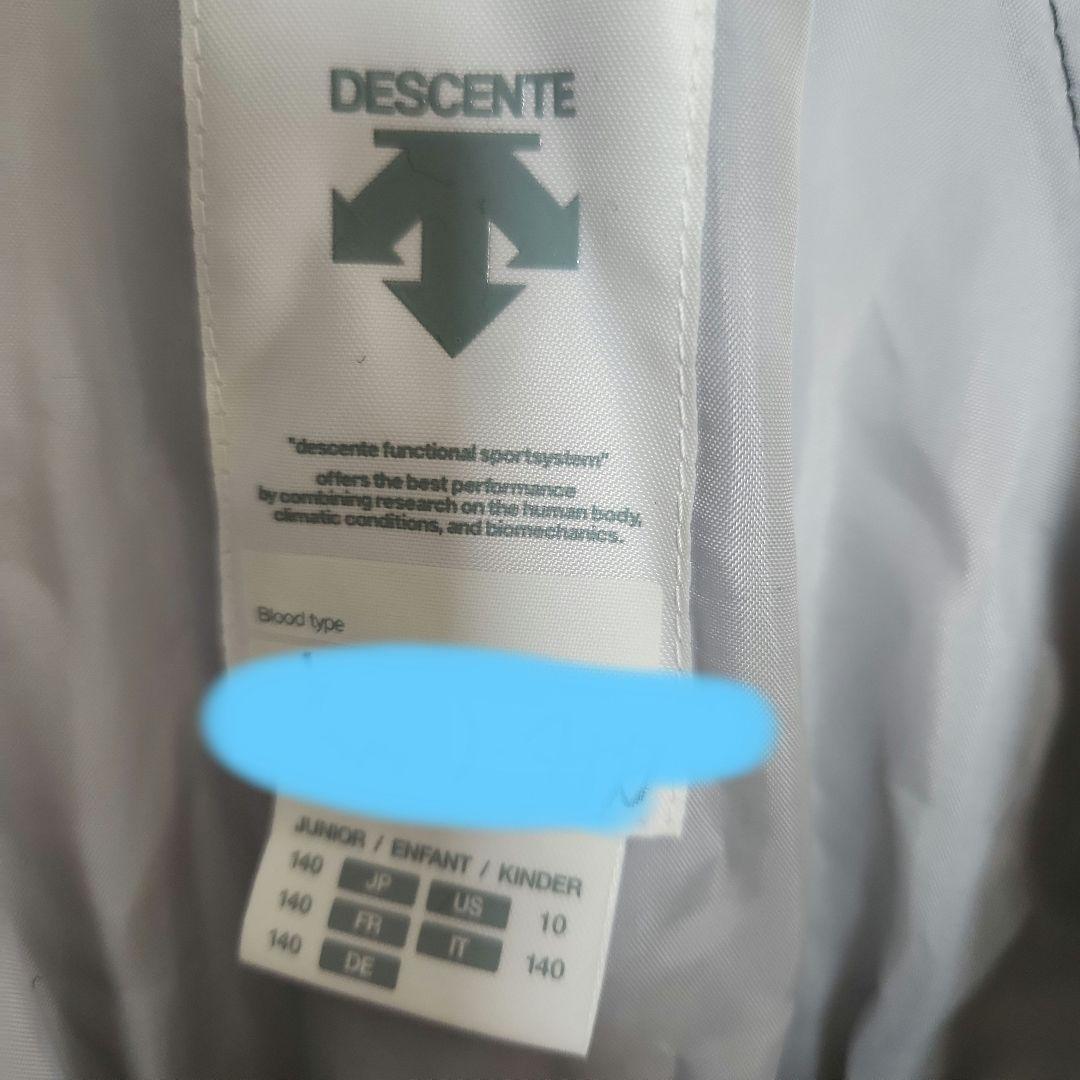 DESCENTE
"descente functional sportsystem"
offers the best performance
by combining research on the human body,
climatic conditions, and biomechanics.
Blood type
JUNIOR / ENFANT / KINDER
140 JP US 10
140 FR IT 140
140 DE